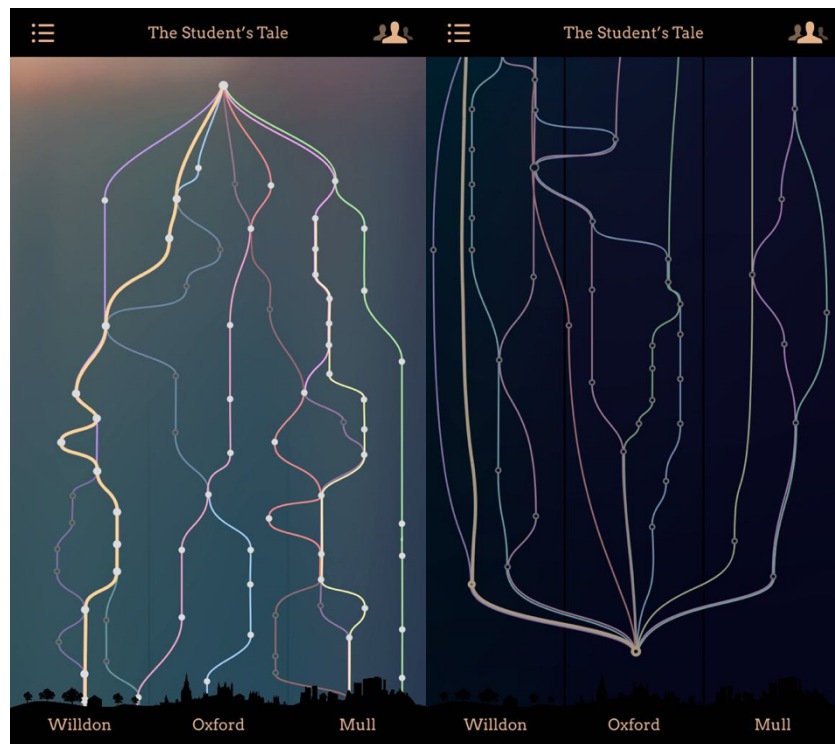 The Student’s Tale
Willdon
Oxford
Mull
The Student’s Tale
Willdon
Oxford
Mull